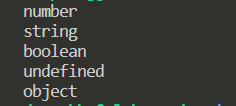 number
string
boolean
undefined
object